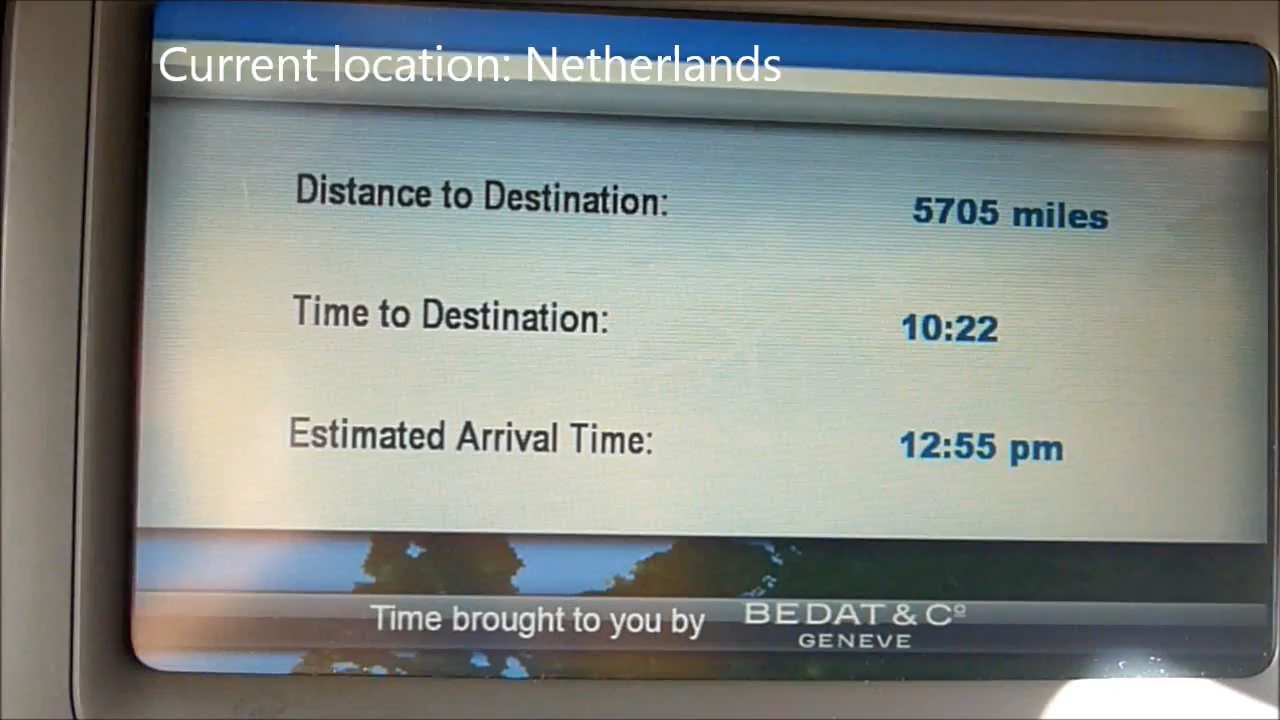 Current location: Netherlands
Distance to Destination: 5705 miles
Time to Destination: 10:22
Estimated Arrival Time: 12:55 pm
Time brought to you by BEDAT & Cº
GENEVE